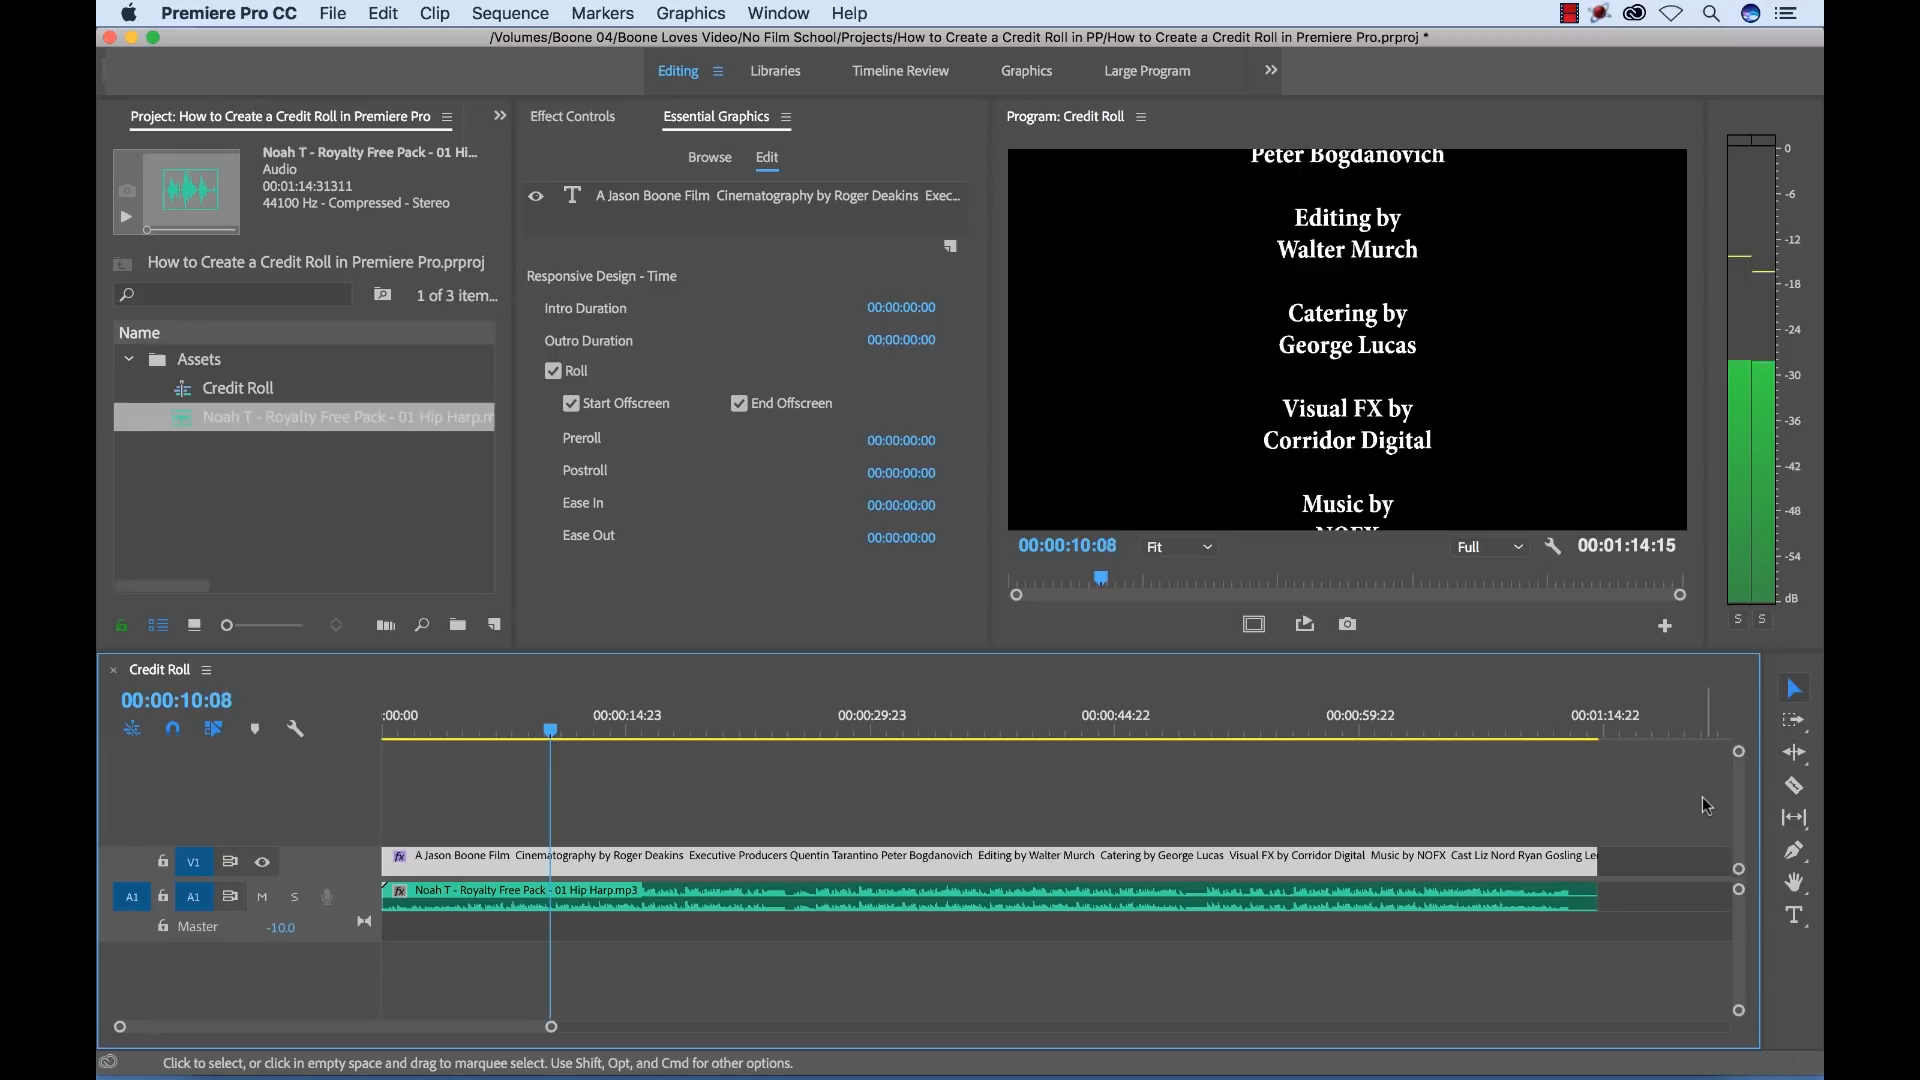 Premiere Pro CC File Edit Clip Sequence Markers Graphics Window Help
/Volumes/Boone 04/Boone Loves Video/No Film School/Projects/How to Create a Credit Roll in PP/How to Create a Credit Roll in Premiere Pro.prproj *
Editing Libraries Timeline Review Graphics Large Program
Project: How to Create a Credit Roll in Premiere Pro
Noah T - Royalty Free Pack - 01 Hi...
Audio
00:01:14:31311
44100 Hz - Compressed - Stereo
How to Create a Credit Roll in Premiere Pro.prproj
1 of 3 item...
Name
Assets
Credit Roll
Noah T - Royalty Free Pack - 01 Hip Harp.m
Effect Controls Essential Graphics
Browse Edit
A Jason Boone Film Cinematography by Roger Deakins Exec...
Responsive Design - Time
Intro Duration 00:00:00:00
Outro Duration 00:00:00:00
Roll
Start Offscreen End Offscreen
Preroll 00:00:00:00
Postroll 00:00:00:00
Ease In 00:00:00:00
Ease Out 00:00:00:00
Program: Credit Roll
Peter Bogdanovich
Editing by
Walter Murch
Catering by
George Lucas
Visual FX by
Corridor Digital
Music by
NOFX
00:00:10:08 Fit Full 00:01:14:15
0
-6
-12
-18
-24
-30
-36
-42
-48
-54
dB
S S
Credit Roll
00:00:10:08
:00:00 00:00:14:23 00:00:29:23 00:00:44:22 00:00:59:22 00:01:14:22
V1 fx A Jason Boone Film Cinematography by Roger Deakins Executive Producers Quentin Tarantino Peter Bogdanovich Editing by Walter Murch Catering by George Lucas Visual FX by Corridor Digital Music by NOFX Cast Liz Nord Ryan Gosling Le
A1 A1 M S fx Noah T - Royalty Free Pack - 01 Hip Harp.mp3
Master -10.0
Click to select, or click in empty space and drag to marquee select. Use Shift, Opt, and Cmd for other options.